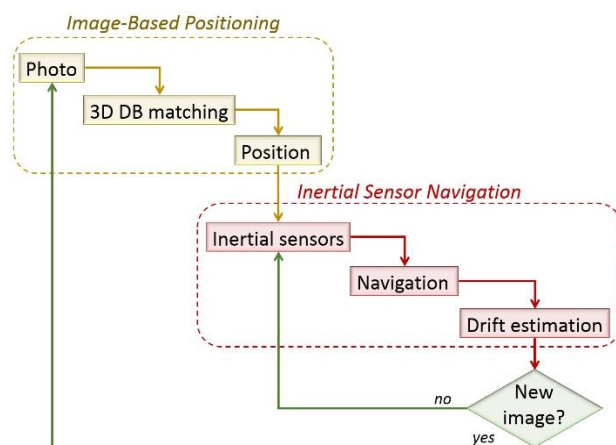 Image-Based Positioning
Photo
3D DB matching
Position
Inertial Sensor Navigation
Inertial sensors
Navigation
Drift estimation
New
image?
no
yes